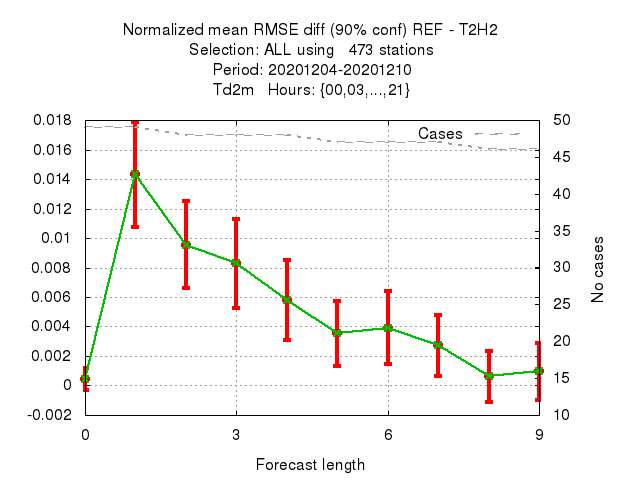 Normalized mean RMSE diff (90% conf) REF - T2H2
Selection: ALL using   473 stations
Period: 20201204-20201210
Td2m   Hours: {00,03,...,21}
Cases
0.018
0.016
0.014
0.012
0.01
0.008
0.006
0.004
0.002
0
-0.002
50
45
40
35
30
25
20
15
10
No cases
0 3 6 9
Forecast length